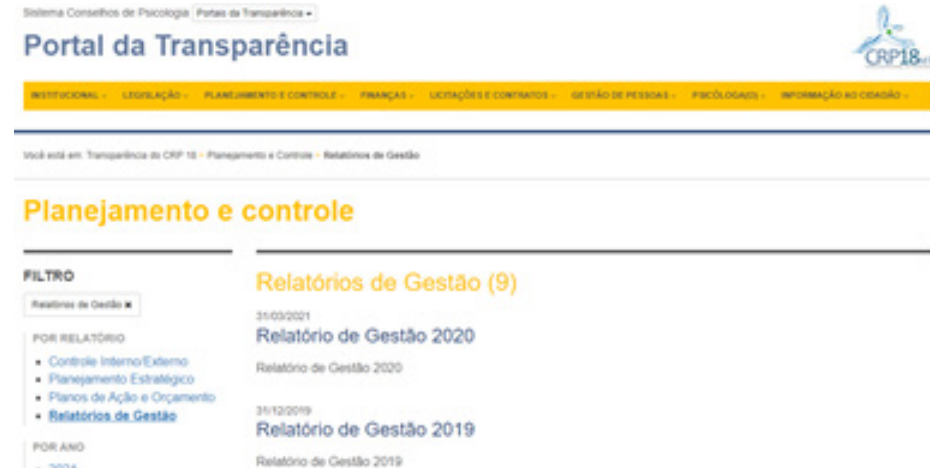 Sistema Conselhos de Psicologia Portais da Transparência
Portal da Transparência
CRP18
INSTITUCIONAL LEGISLAÇÃO PLANEJAMENTO E CONTROLE FINANÇAS LICITAÇÕES E CONTRATOS GESTÃO DE PESSOAS PSICÓLOGA(O) INFORMAÇÃO AO CIDADÃO
Você está em: Transparência do CRP 18 Planejamento e Controle Relatórios de Gestão
Planejamento e controle
FILTRO
Relatórios de Gestão ×
POR RELATÓRIO
Controle Interno/Externo
Planejamento Estratégico
Planos de Ação e Orçamento
Relatórios de Gestão
POR ANO
Relatórios de Gestão (9)
31/03/2021
Relatório de Gestão 2020
Relatório de Gestão 2020
31/12/2019
Relatório de Gestão 2019
Relatório de Gestão 2019